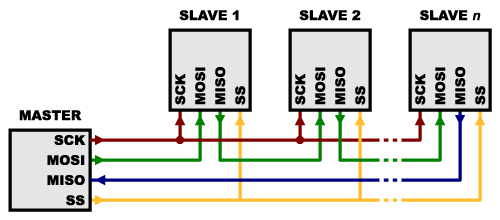 SLAVE 1 SLAVE 2 SLAVE n
SCK MOSI MISO SS SCK MOSI MISO SS SCK MOSI MISO SS
MASTER
SCK
MOSI
MISO
SS